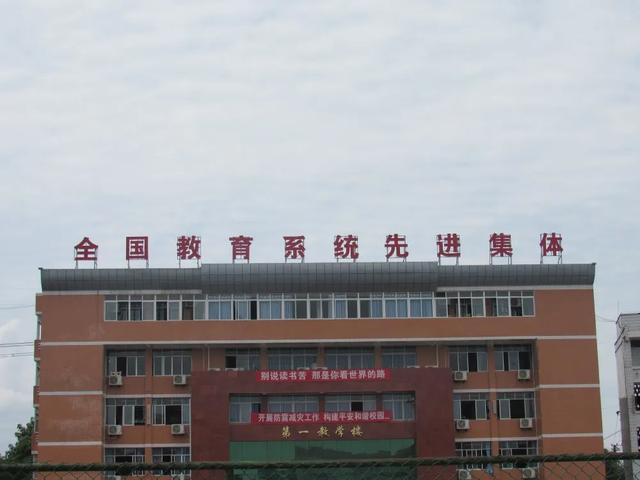 全国教育系统先进集体
别说读书苦 那是你看世界的路
开展防震减灾工作 构建平安和谐校园
第一教学楼